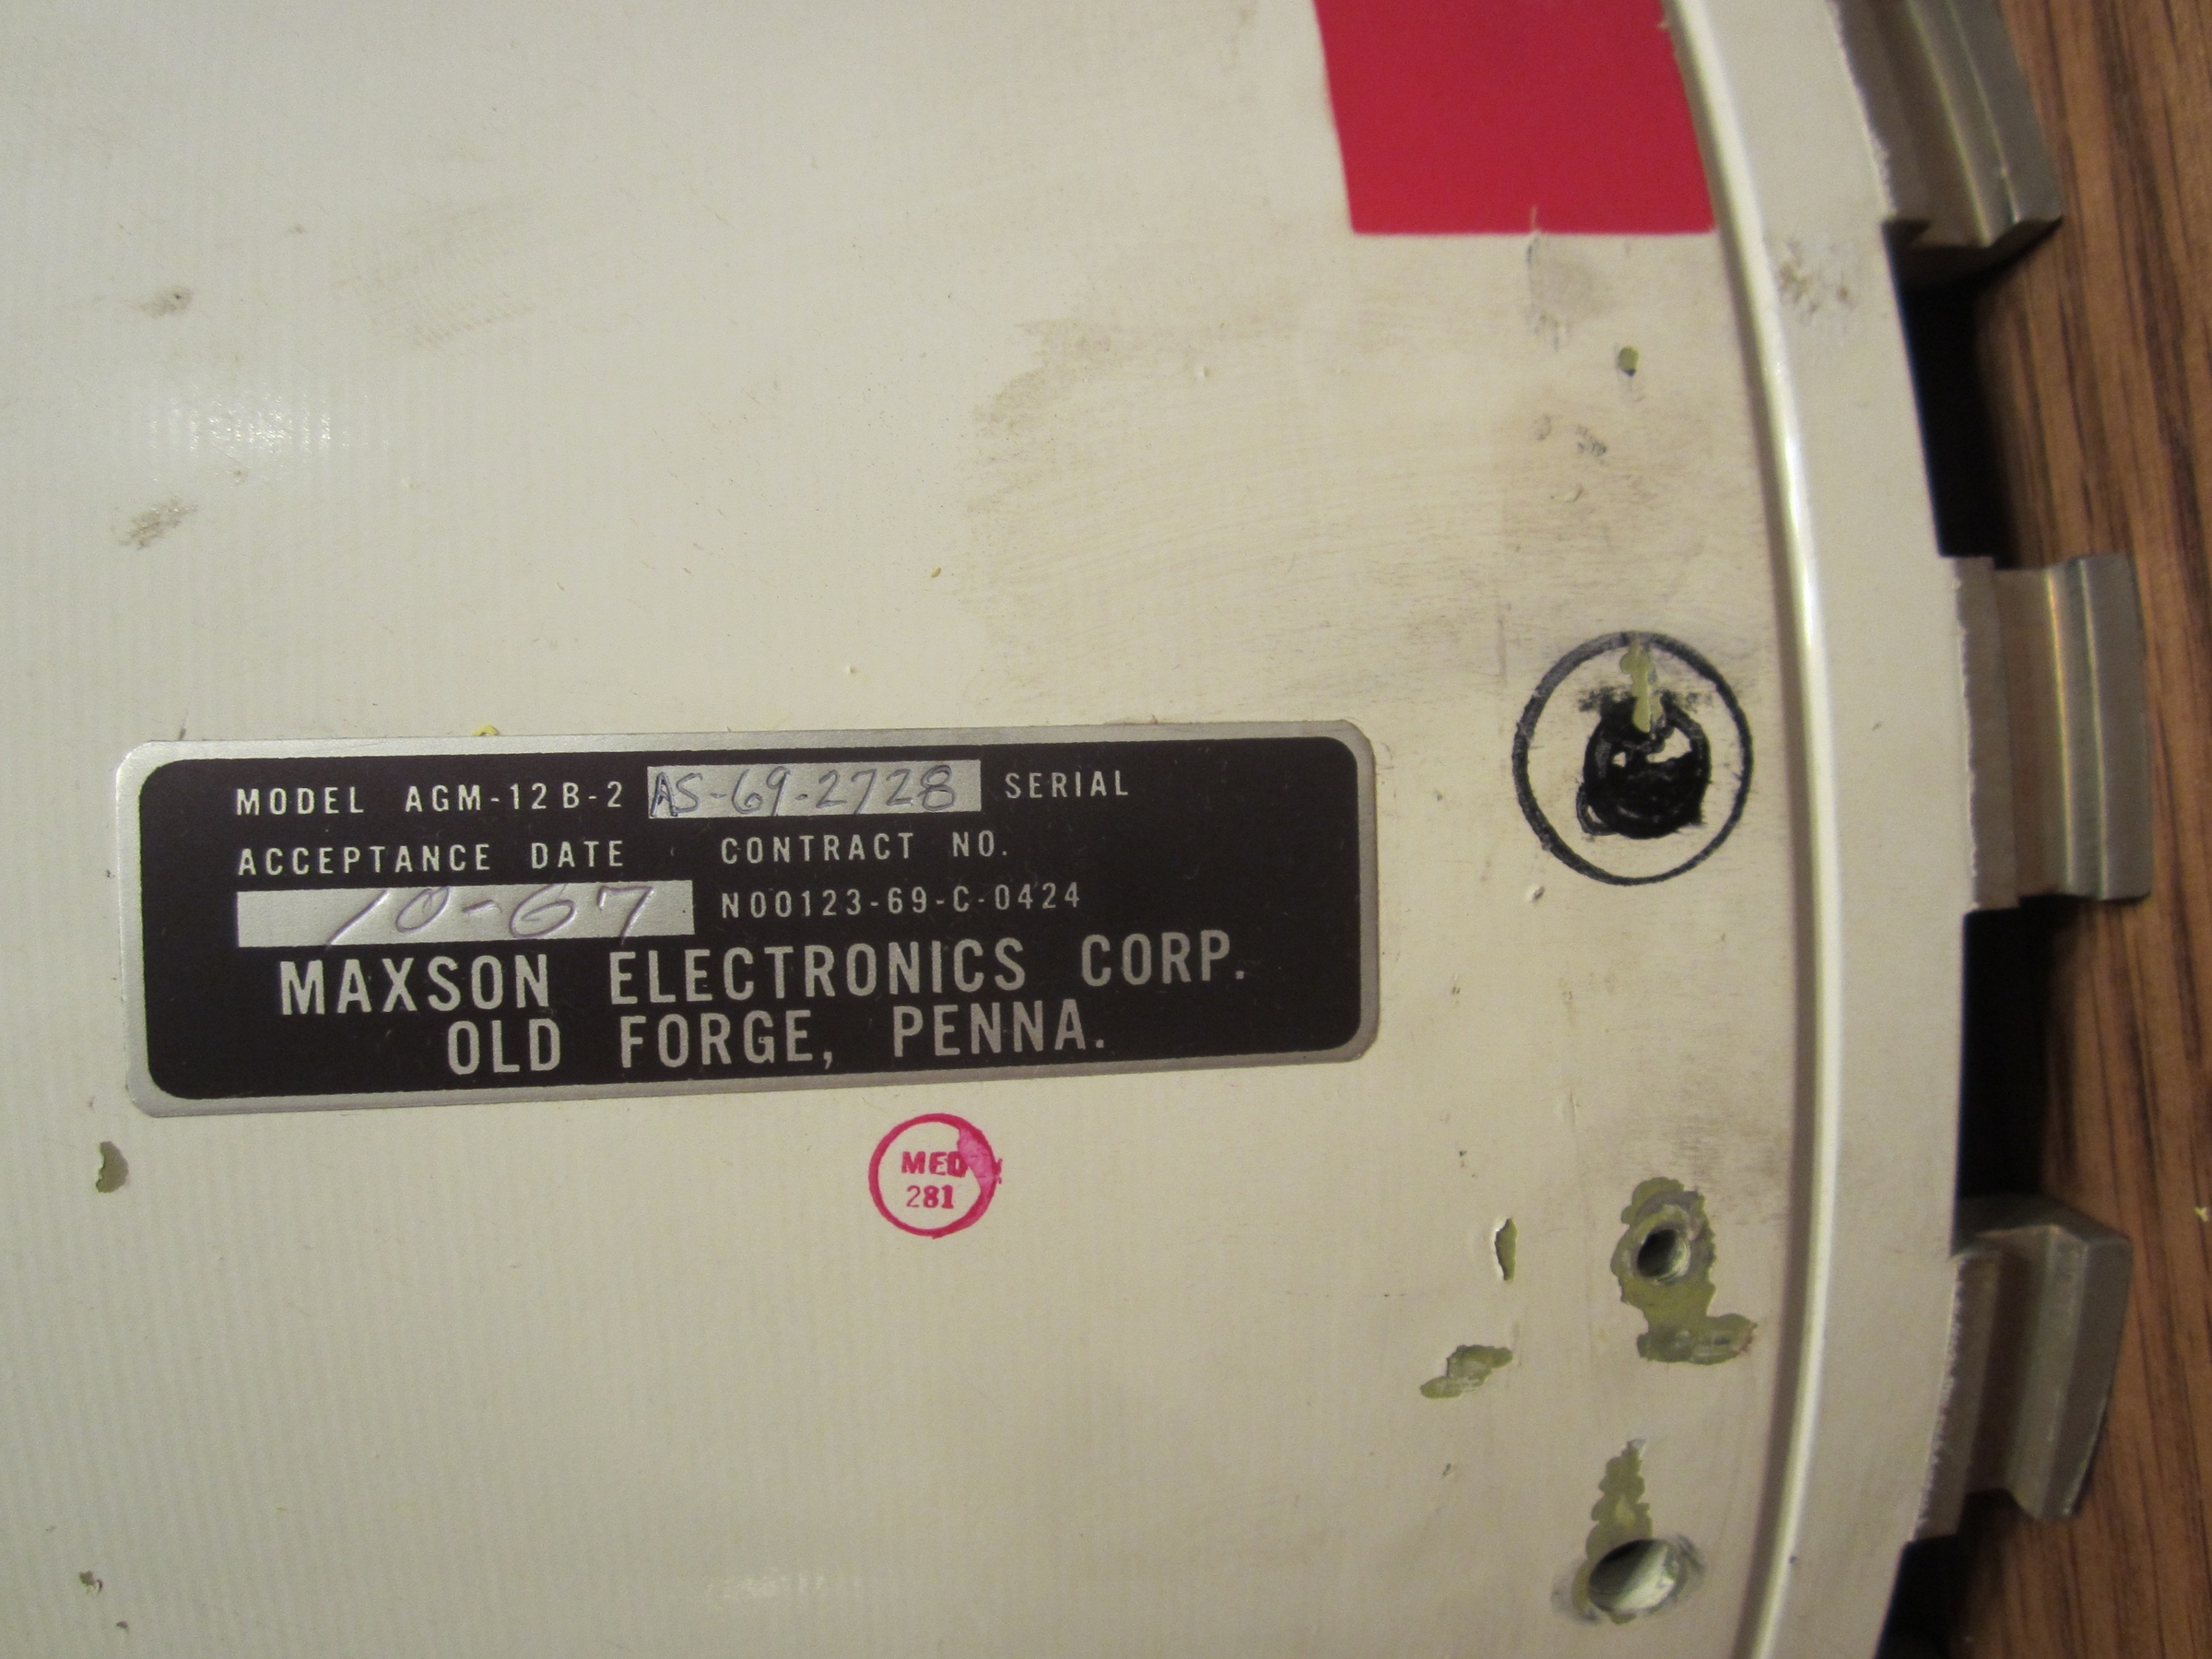 MODEL AGM-12B-2 AS-69-2728 SERIAL
ACCEPTANCE DATE CONTRACT NO.
10-67 N00123-69-C-0424
MAXSON ELECTRONICS CORP.
OLD FORGE, PENNA.
MED
281